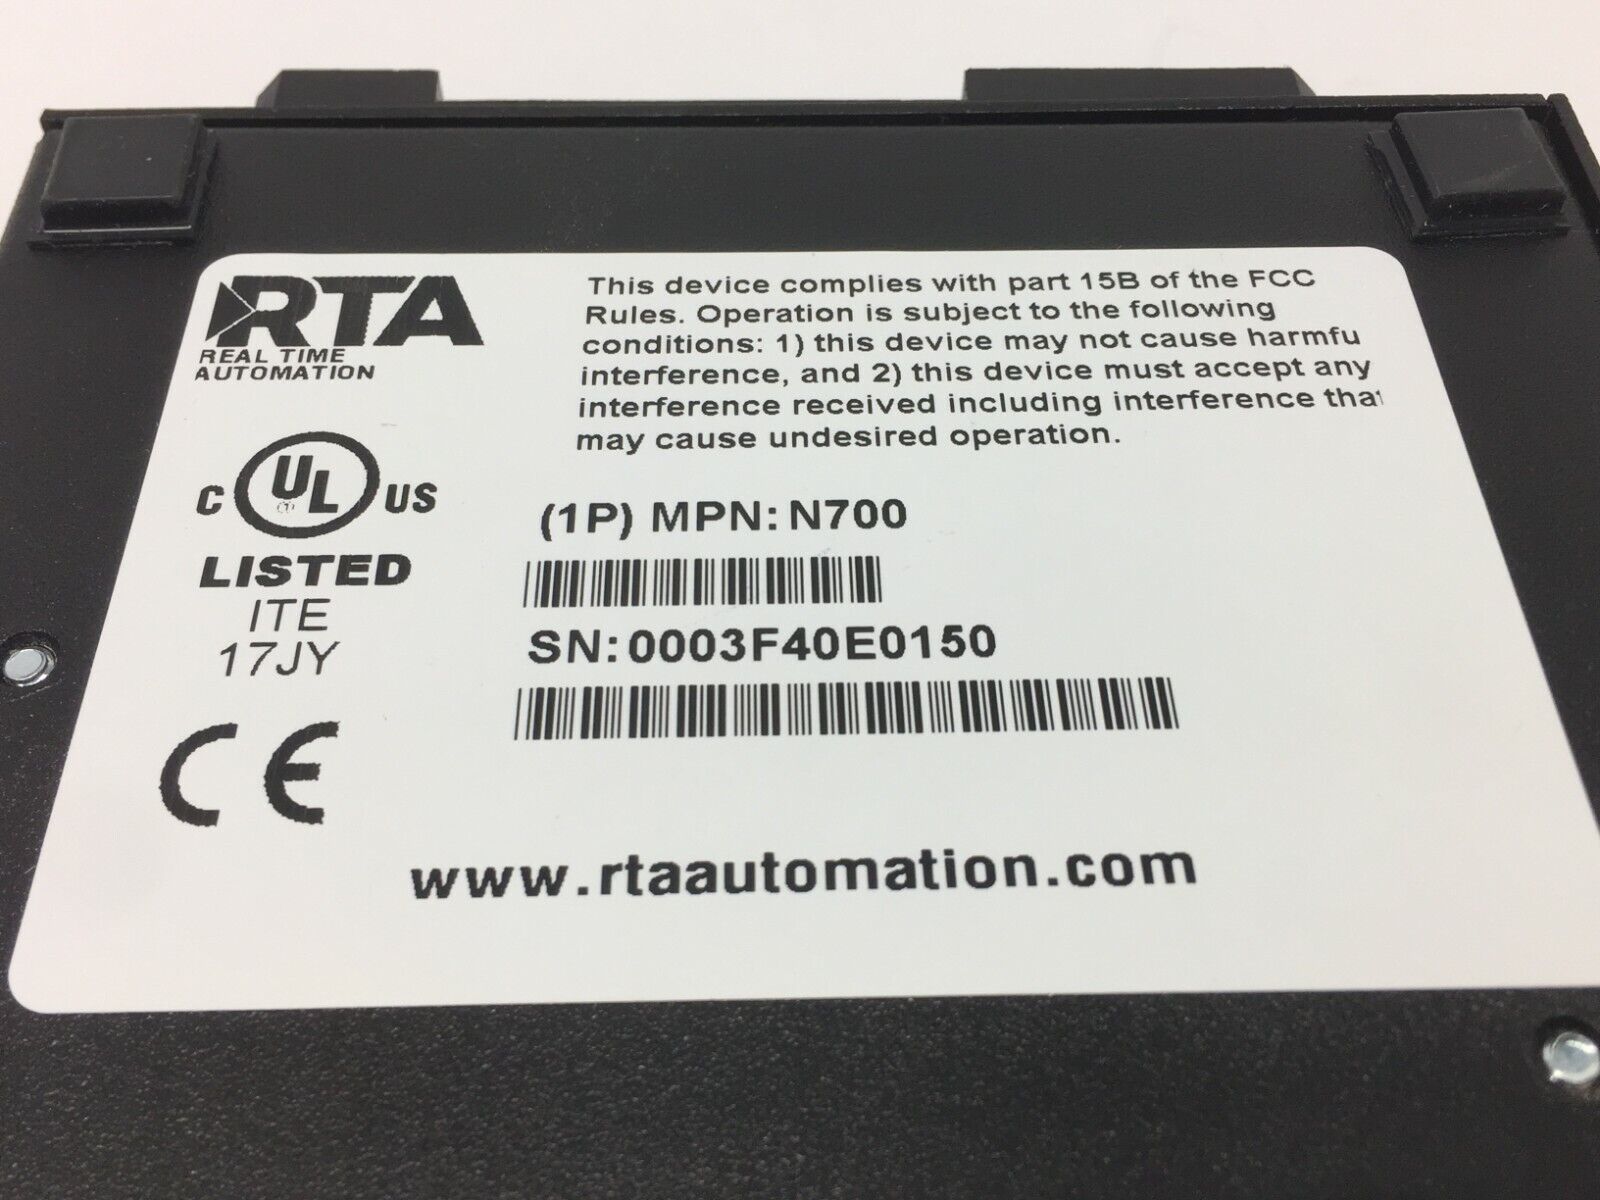 RTA
REAL TIME
AUTOMATION
This device complies with part 15B of the FCC
Rules. Operation is subject to the following
conditions: 1) this device may not cause harmfu
interference, and 2) this device must accept any
interference received including interference that
may cause undesired operation.
C UL US
LISTED
ITE
17JY
CE
(1P) MPN: N700
SN:0003F40E0150
www.rtaautomation.com